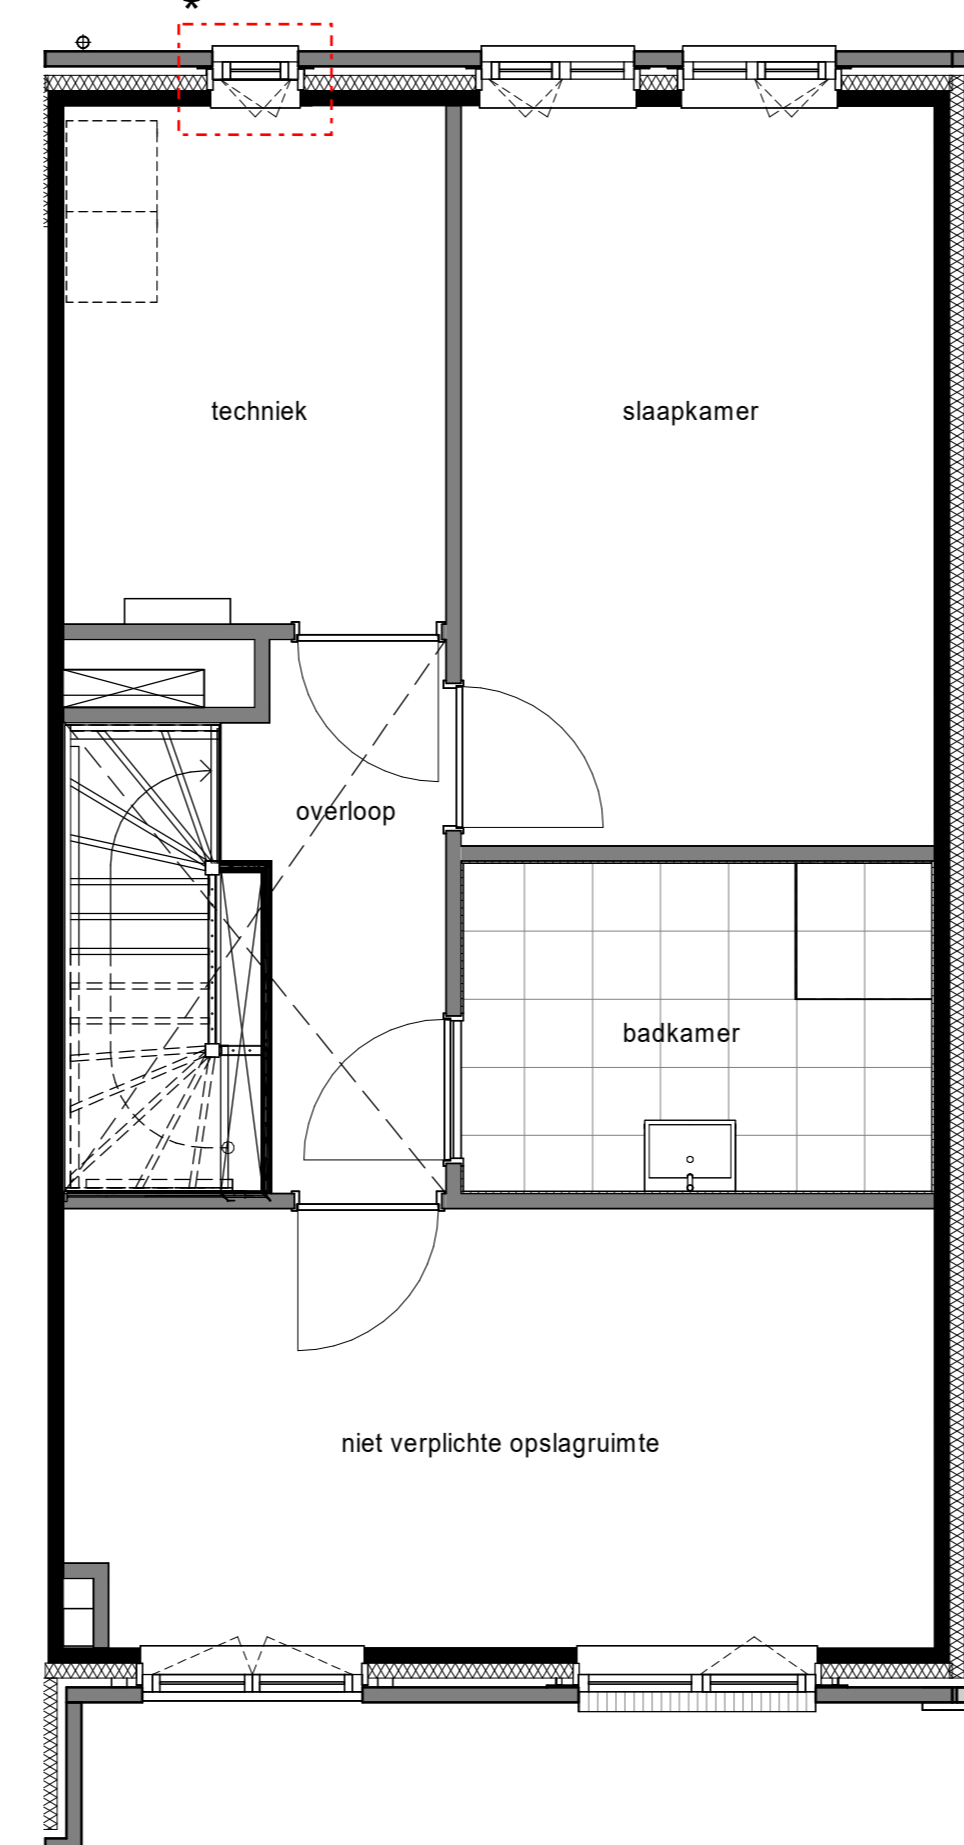 *
techniek
slaapkamer
overloop
badkamer
niet verplichte opslagruimte